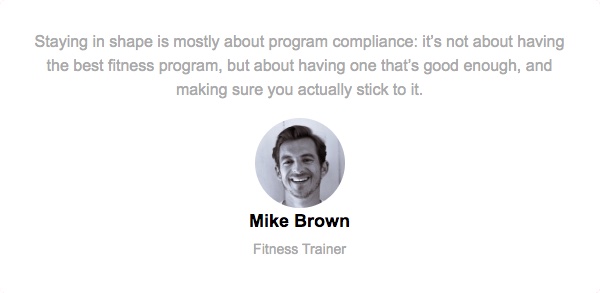 Staying in shape is mostly about program compliance: it's not about having
the best fitness program, but about having one that's good enough, and
making sure you actually stick to it.
Mike Brown
Fitness Trainer